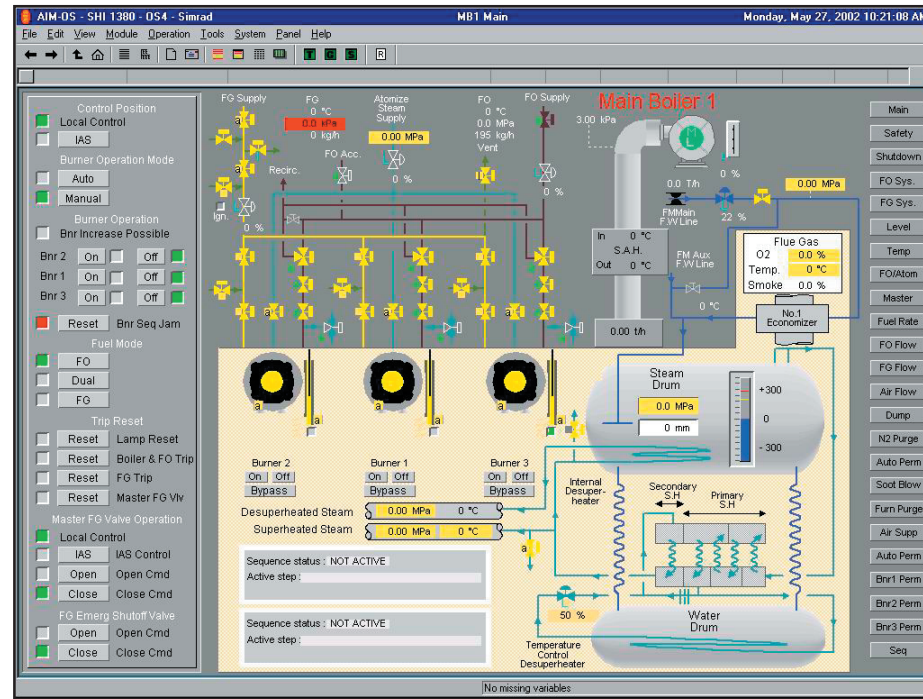 AIM-OS - SHI 1380 - OS4 - Simrad
MB1 Main
Monday, May 27, 2002 10:21:08 AM
File Edit View Module Operation Tools System Panel Help
T G S R
Control Position
Local Control
IAS
Burner Operation Mode
Auto
Manual
Burner Operation
Bnr Increase Possible
Bnr 2 On Off
Bnr 1 On Off
Bnr 3 On Off
Reset Bnr Seq Jam
Fuel Mode
FO
Dual
FG
Trip Reset
Reset Lamp Reset
Reset Boiler & FO Trip
Reset FG Trip
Reset Master FG Vlv
Master FG Valve Operation
Local Control
IAS IAS Control
Open Open Cmd
Close Close Cmd
FG Emerg Shutoff Valve
Open Open Cmd
Close Close Cmd
FG Supply
FG
0 °C
0.0 kPa
0 kg/h
Atomize
Steam
Supply
0.00 MPa
FO
0 °C
0.0 MPa
195 kg/h
Vent
FO Supply
Main Boiler 1
3.00 kPa
FO Acc.
Recirc.
0 %
0 %
0 %
Ign.
0 %
0 %
0.0 T/h
0.00 MPa
FMMain
F.W Line
22 %
In 0 °C
S.A.H.
Out 0 °C
FM Aux
F.W Line
0 °C
0.00 t/h
Flue Gas
O2 0.0 %
Temp. 0 °C
Smoke 0.0 %
No.1
Economizer
Steam
Drum
0.0 MPa
0 mm
+300
0
- 300
Burner 2
On Off
Bypass
Burner 1
On Off
Bypass
Burner 3
On Off
Bypass
Internal
Desuper-
heater
Secondary
S.H
Primary
S.H
Desuperheated Steam 0.00 MPa 0 °C
Superheated Steam 0.00 MPa 0 °C
Sequence status : NOT ACTIVE
Active step :
Sequence status : NOT ACTIVE
Active step :
50 %
Temperature
Control
Desuperheater
Water
Drum
Main
Safety
Shutdown
FO Sys.
FG Sys.
Level
Temp
FO/Atom
Master
Fuel Rate
FO Flow
FG Flow
Air Flow
Dump
N2 Purge
Auto Perm
Soot Blow
Furn Purge
Air Supp
Auto Perm
Bnr1 Perm
Bnr2 Perm
Bnr3 Perm
Seq
No missing variables